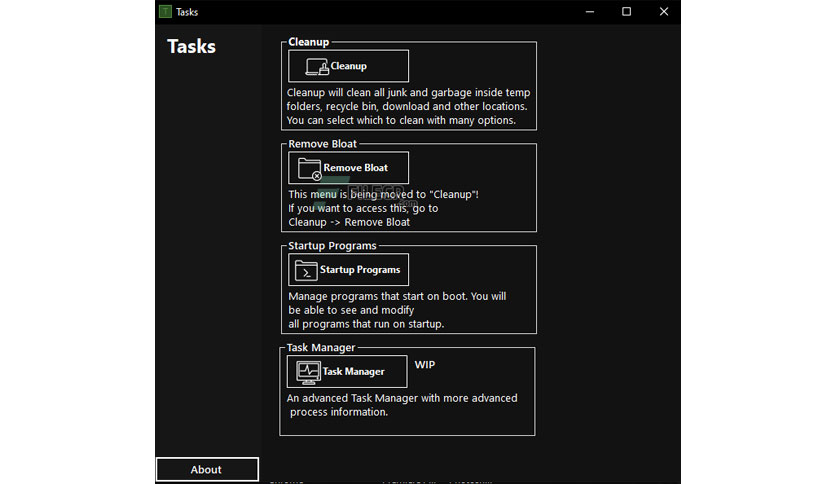 Tasks
Tasks
Cleanup
Cleanup
Cleanup will clean all junk and garbage inside temp
folders, recycle bin, download and other locations.
You can select which to clean with many options.
Remove Bloat
Remove Bloat
This menu is being moved to "Cleanup"!
If you want to access this, go to
Cleanup -> Remove Bloat
FILECR
.com
Startup Programs
Startup Programs
Manage programs that start on boot. You will
be able to see and modify
all programs that run on startup.
Task Manager
Task Manager
WIP
An advanced Task Manager with more advanced
process information.
About